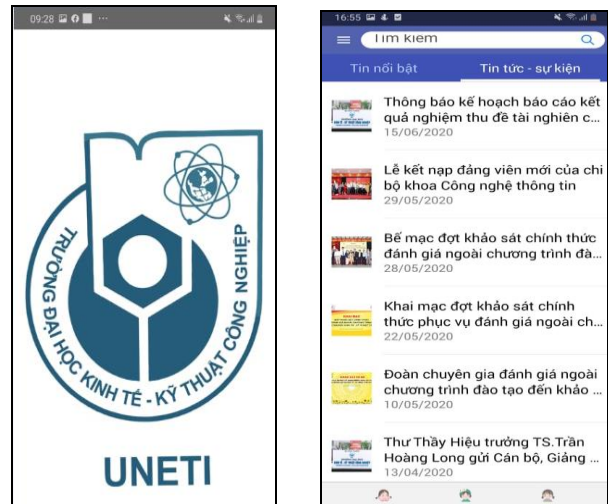 09:28
TRƯỜNG ĐẠI HỌC KINH TẾ - KỸ THUẬT CÔNG NGHIỆP
UNETI
16:55
Tìm kiếm
Tin nổi bật
Tin tức - sự kiện
Thông báo kế hoạch báo cáo kết
quả nghiệm thu đề tài nghiên c...
15/06/2020
Lễ kết nạp đảng viên mới của chi
bộ khoa Công nghệ thông tin
29/05/2020
Bế mạc đợt khảo sát chính thức
đánh giá ngoài chương trình đà...
28/05/2020
Khai mạc đợt khảo sát chính
thức phục vụ đánh giá ngoài ch...
22/05/2020
Đoàn chuyên gia đánh giá ngoài
chương trình đào tạo đến khảo ...
10/05/2020
Thư Thầy Hiệu trưởng TS.Trần
Hoàng Long gửi Cán bộ, Giảng ...
13/04/2020